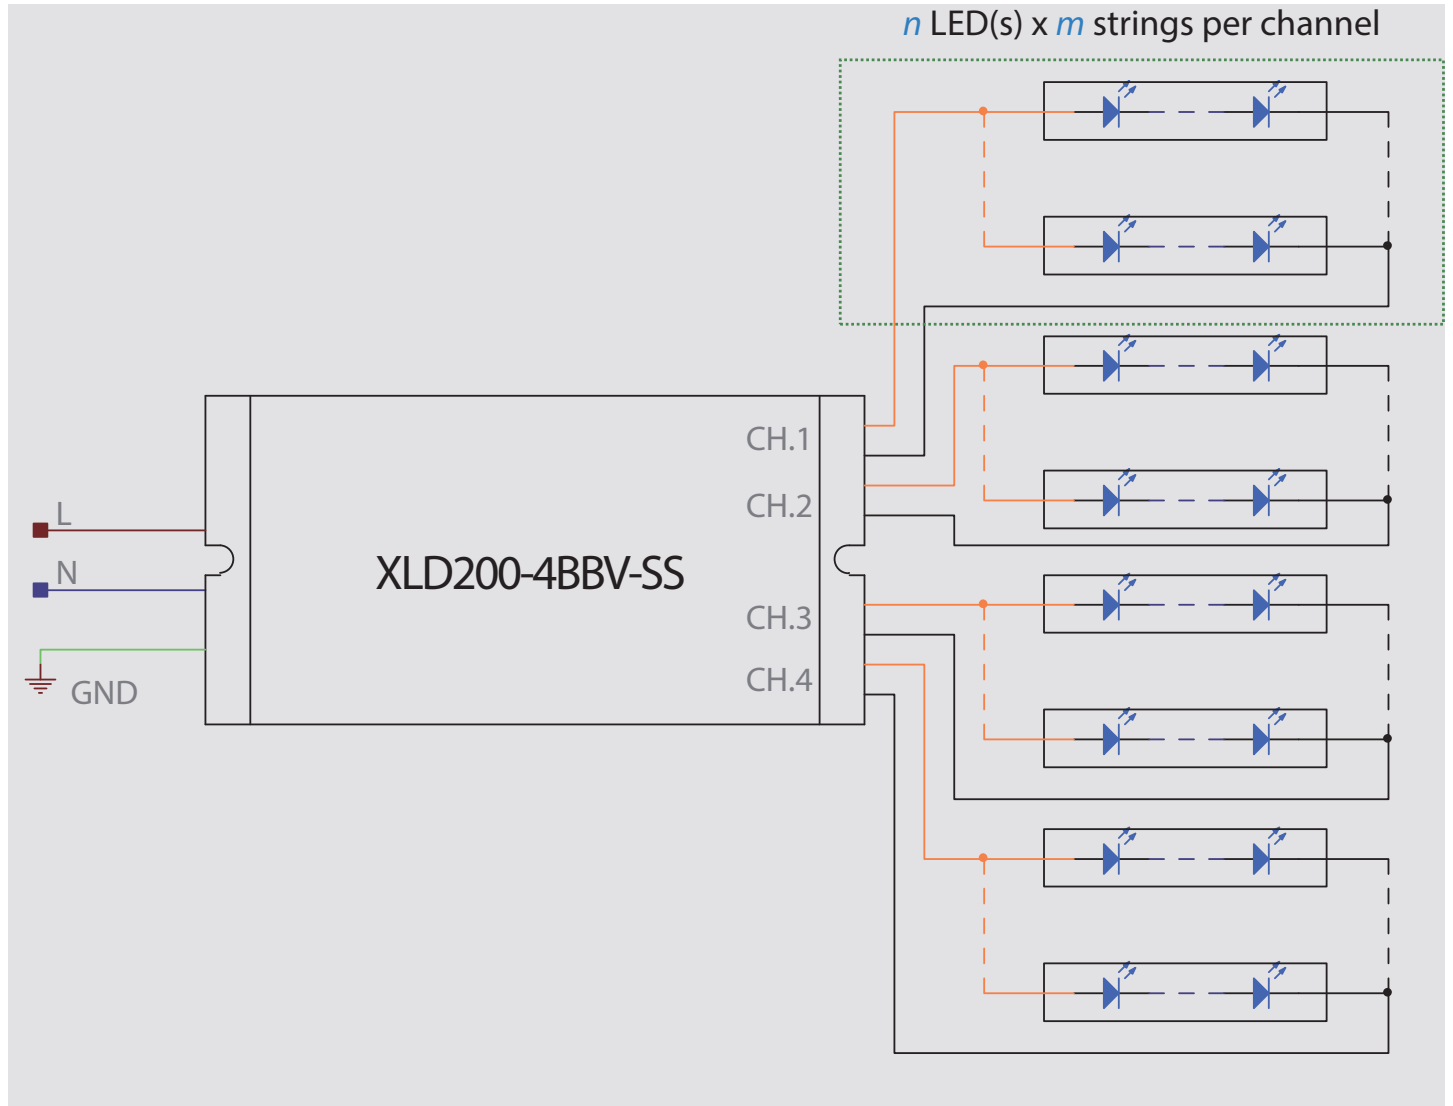 n LED(s) x m strings per channel
CH.1
CH.2
L
N
XLD200-4BBV-SS
CH.3
CH.4
GND